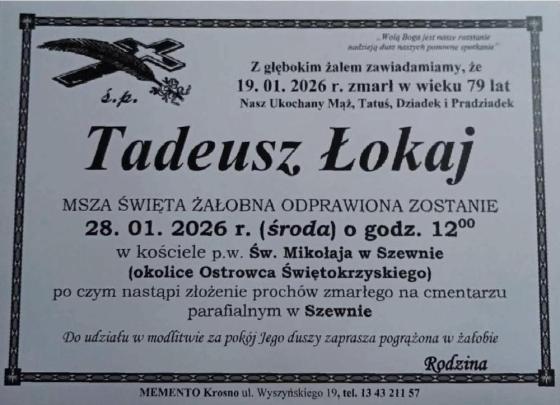 „Wolą Boga jest nasze rozstanie
nadzieją dusz naszych ponowne spotkanie"
Z głębokim żalem zawiadamiamy, że
19. 01. 2026 r. zmarł w wieku 79 lat
Nasz Ukochany Mąż, Tatuś, Dziadek i Pradziadek
ś.p.
Tadeusz Łokaj
MSZA ŚWIĘTA ŻAŁOBNA ODPRAWIONA ZOSTANIE
28. 01. 2026 r. (środa) o godz. 12⁰⁰
w kościele p.w. Św. Mikołaja w Szewnie
(okolice Ostrowca Świętokrzyskiego)
po czym nastąpi złożenie prochów zmarłego na cmentarzu
parafialnym w Szewnie
Do udziału w modlitwie za pokój Jego duszy zaprasza pogrążona w żałobie
Rodzina
MEMENTO Krosno ul. Wyszyńskiego 19, tel. 13 43 211 57